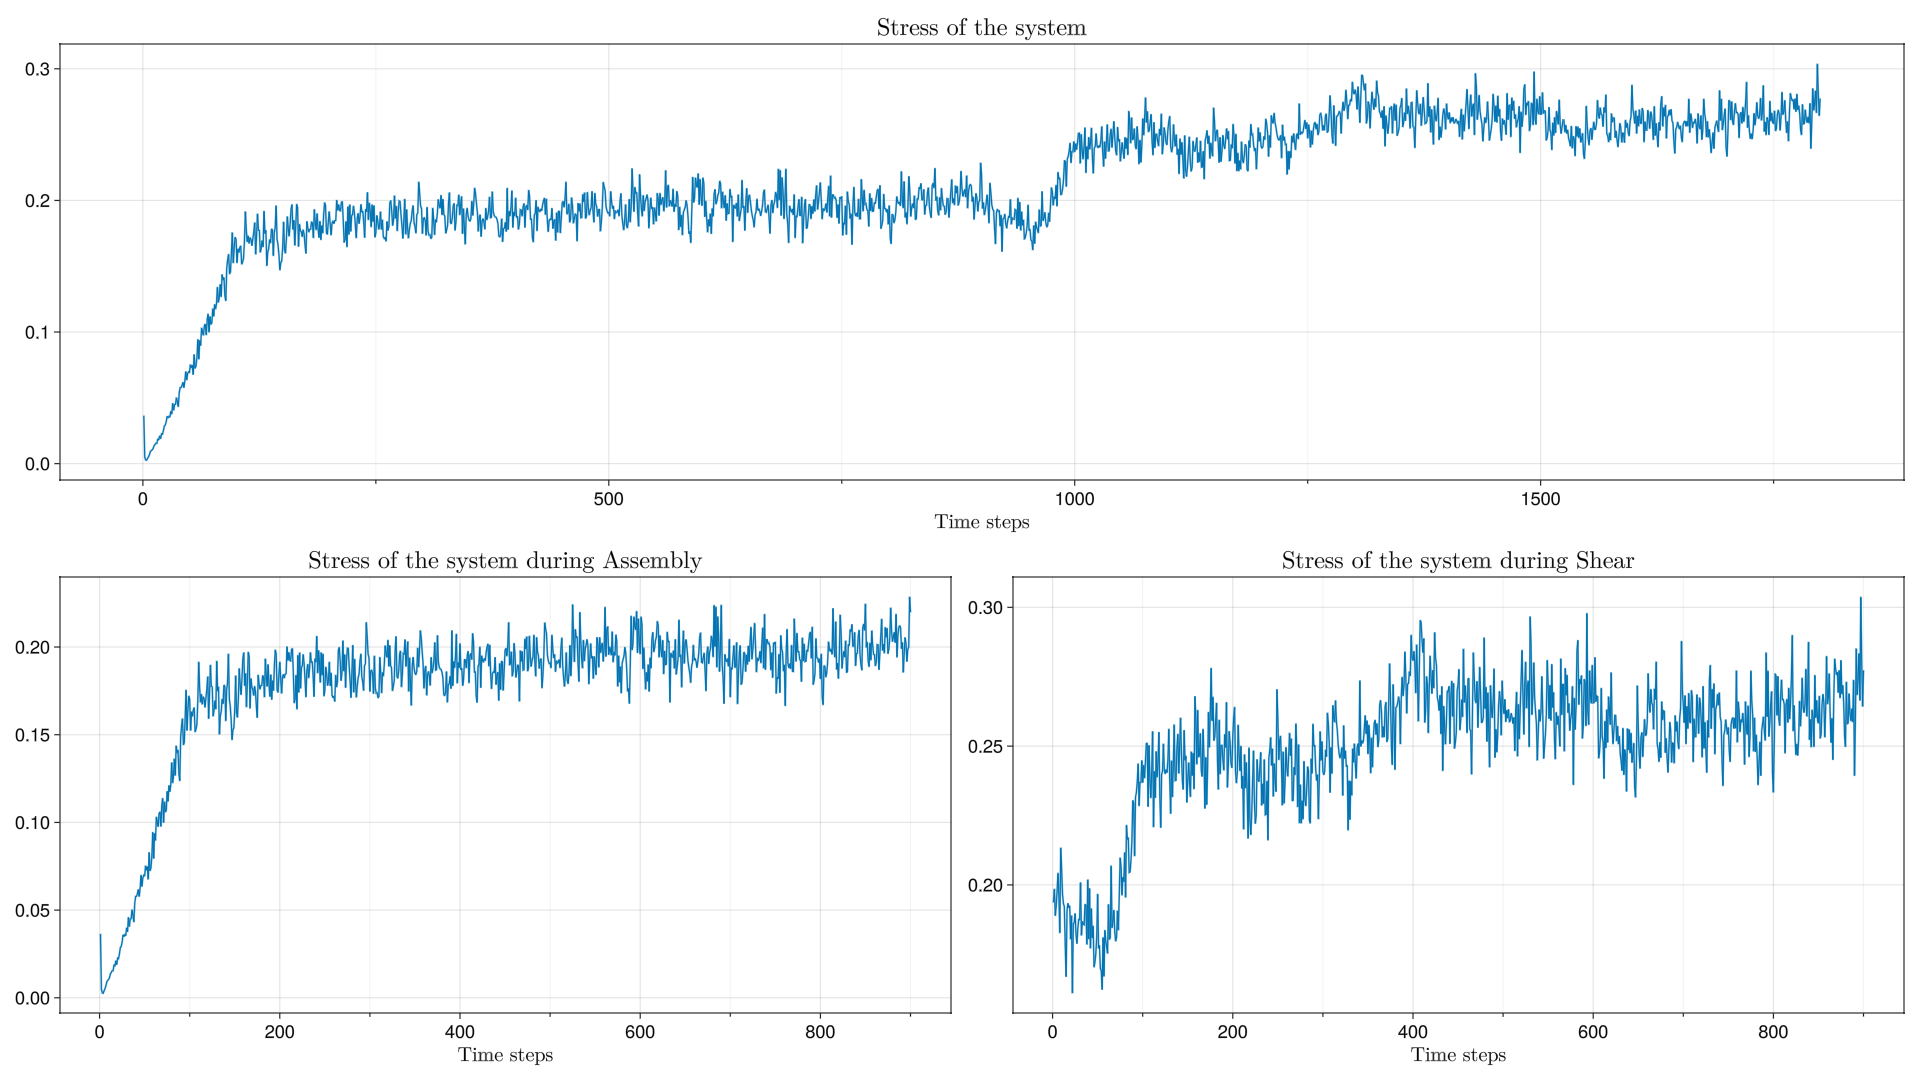 Stress of the system
0.3
0.2
0.1
0.0
0 500 1000 1500
Time steps
Stress of the system during Assembly
0.20
0.15
0.10
0.05
0.00
0 200 400 600 800
Time steps
Stress of the system during Shear
0.30
0.25
0.20
0 200 400 600 800
Time steps